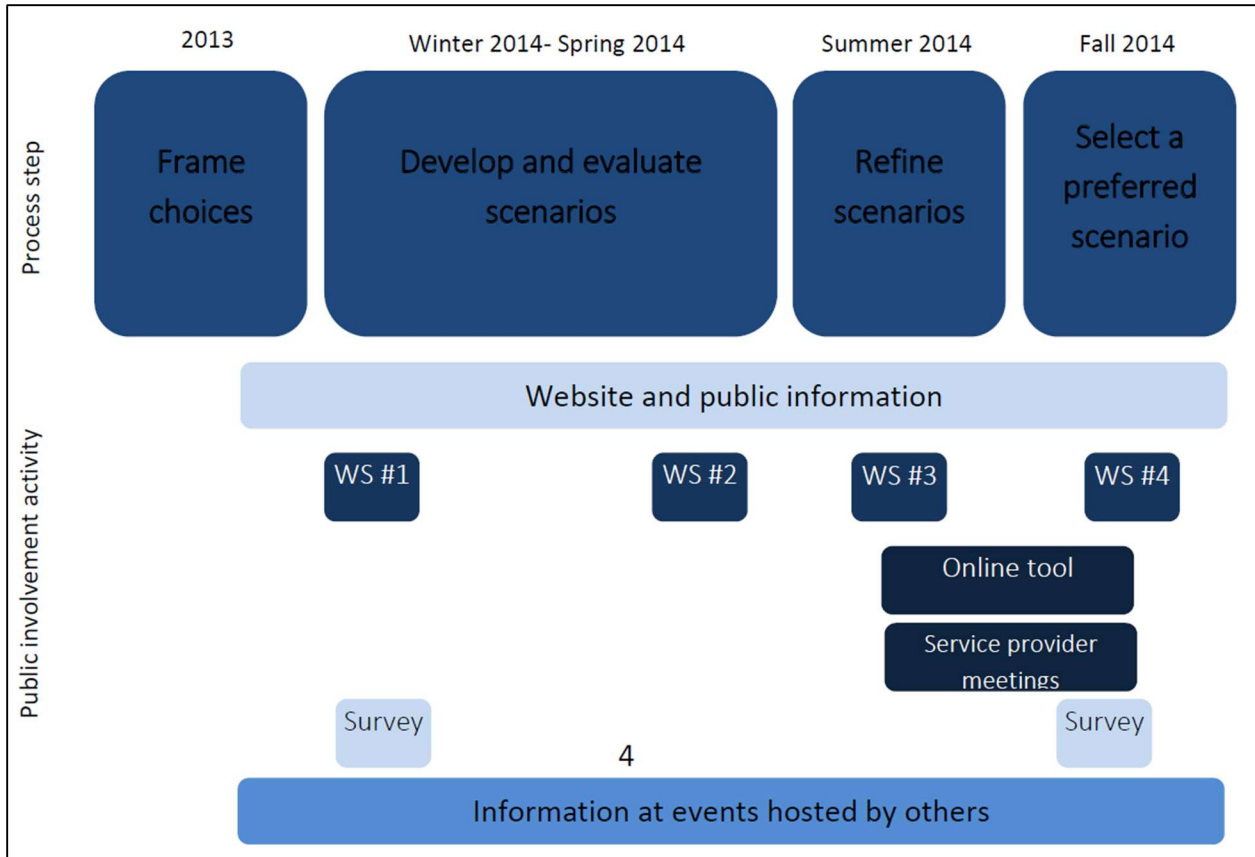 2013
Winter 2014- Spring 2014
Summer 2014
Fall 2014
Process step
Frame
choices
Develop and evaluate
scenarios
Refine
scenarios
Select a
preferred
scenario
Public involvement activity
Website and public information
WS #1
WS #2
WS #3
WS #4
Online tool
Service provider
meetings
Survey
Survey
4
Information at events hosted by others